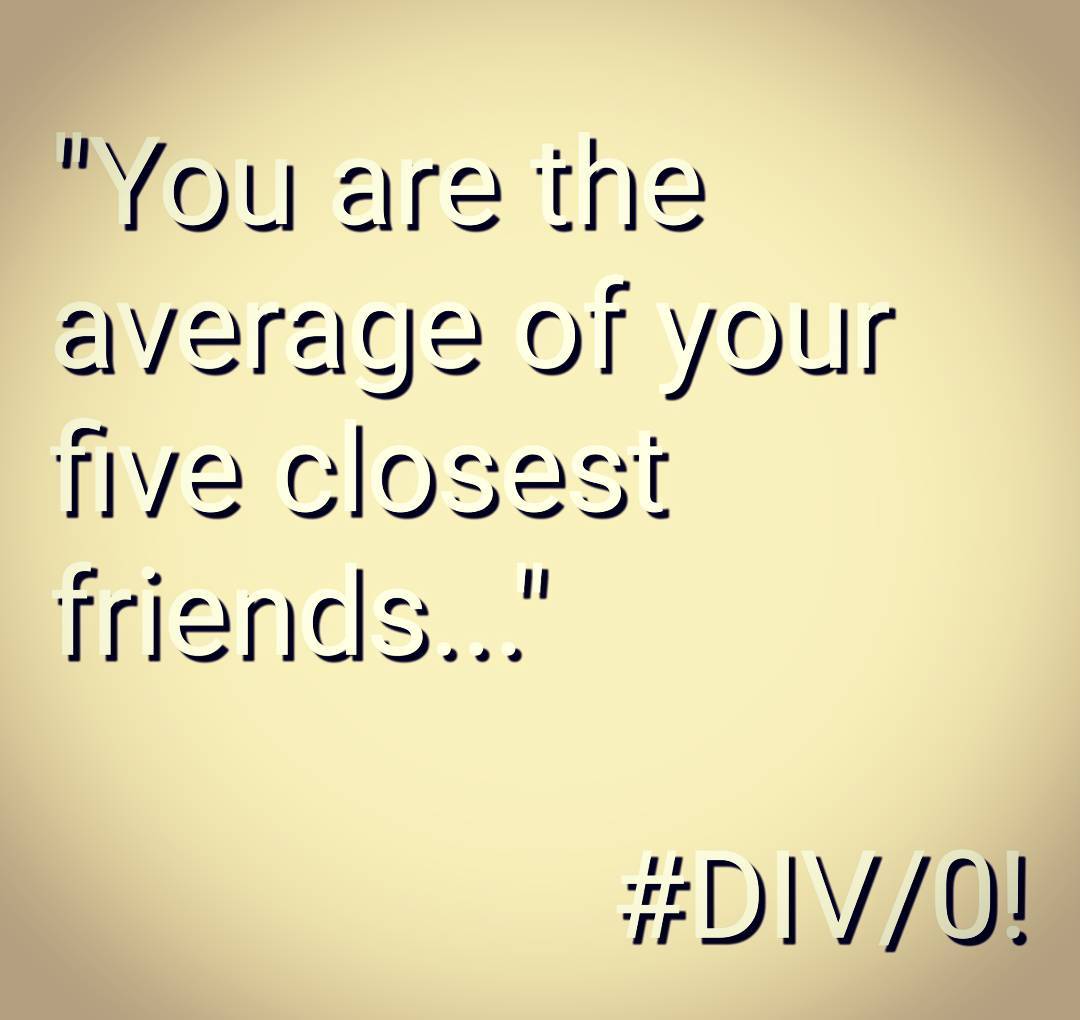 "You are the
average of your
five closest
friends..."
#DIV/0!